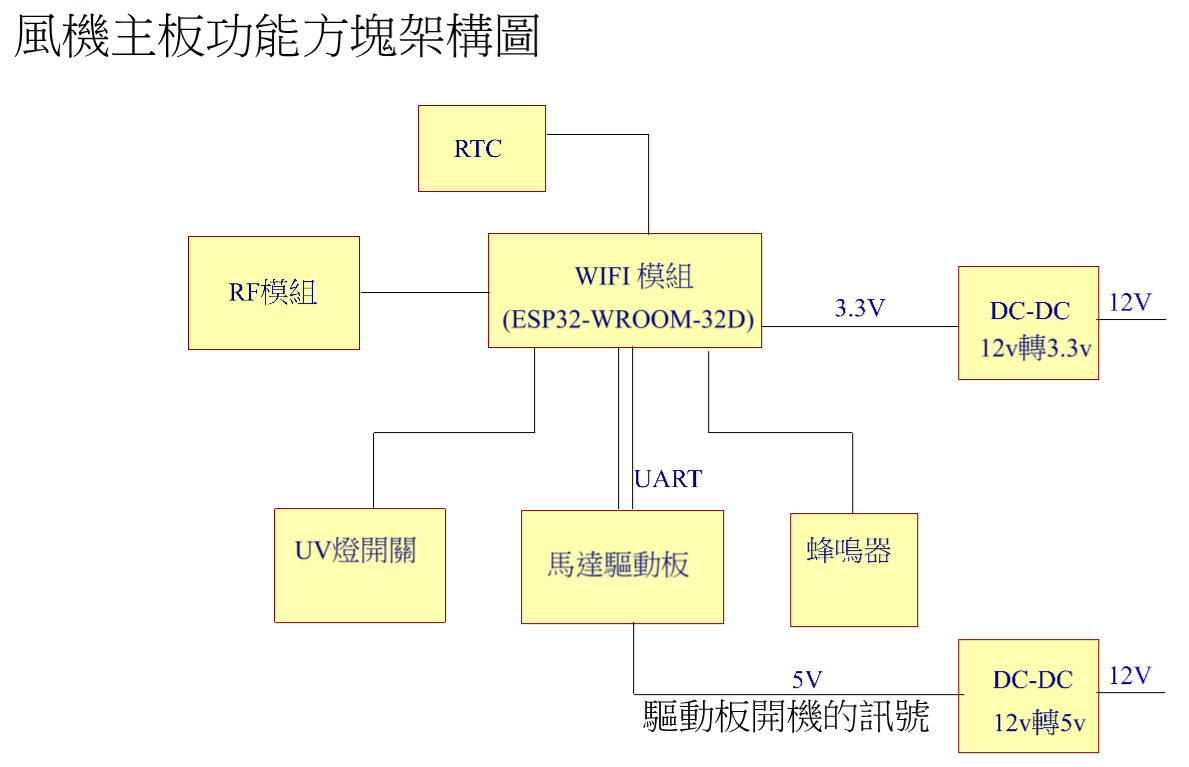 風機主板功能方塊架構圖
RTC
RF模組
WIFI 模組
(ESP32-WROOM-32D)
3.3V
DC-DC
12v轉3.3v
12V
UART
UV燈開關
馬達驅動板
蜂鳴器
5V
驅動板開機的訊號
DC-DC
12v轉5v
12V